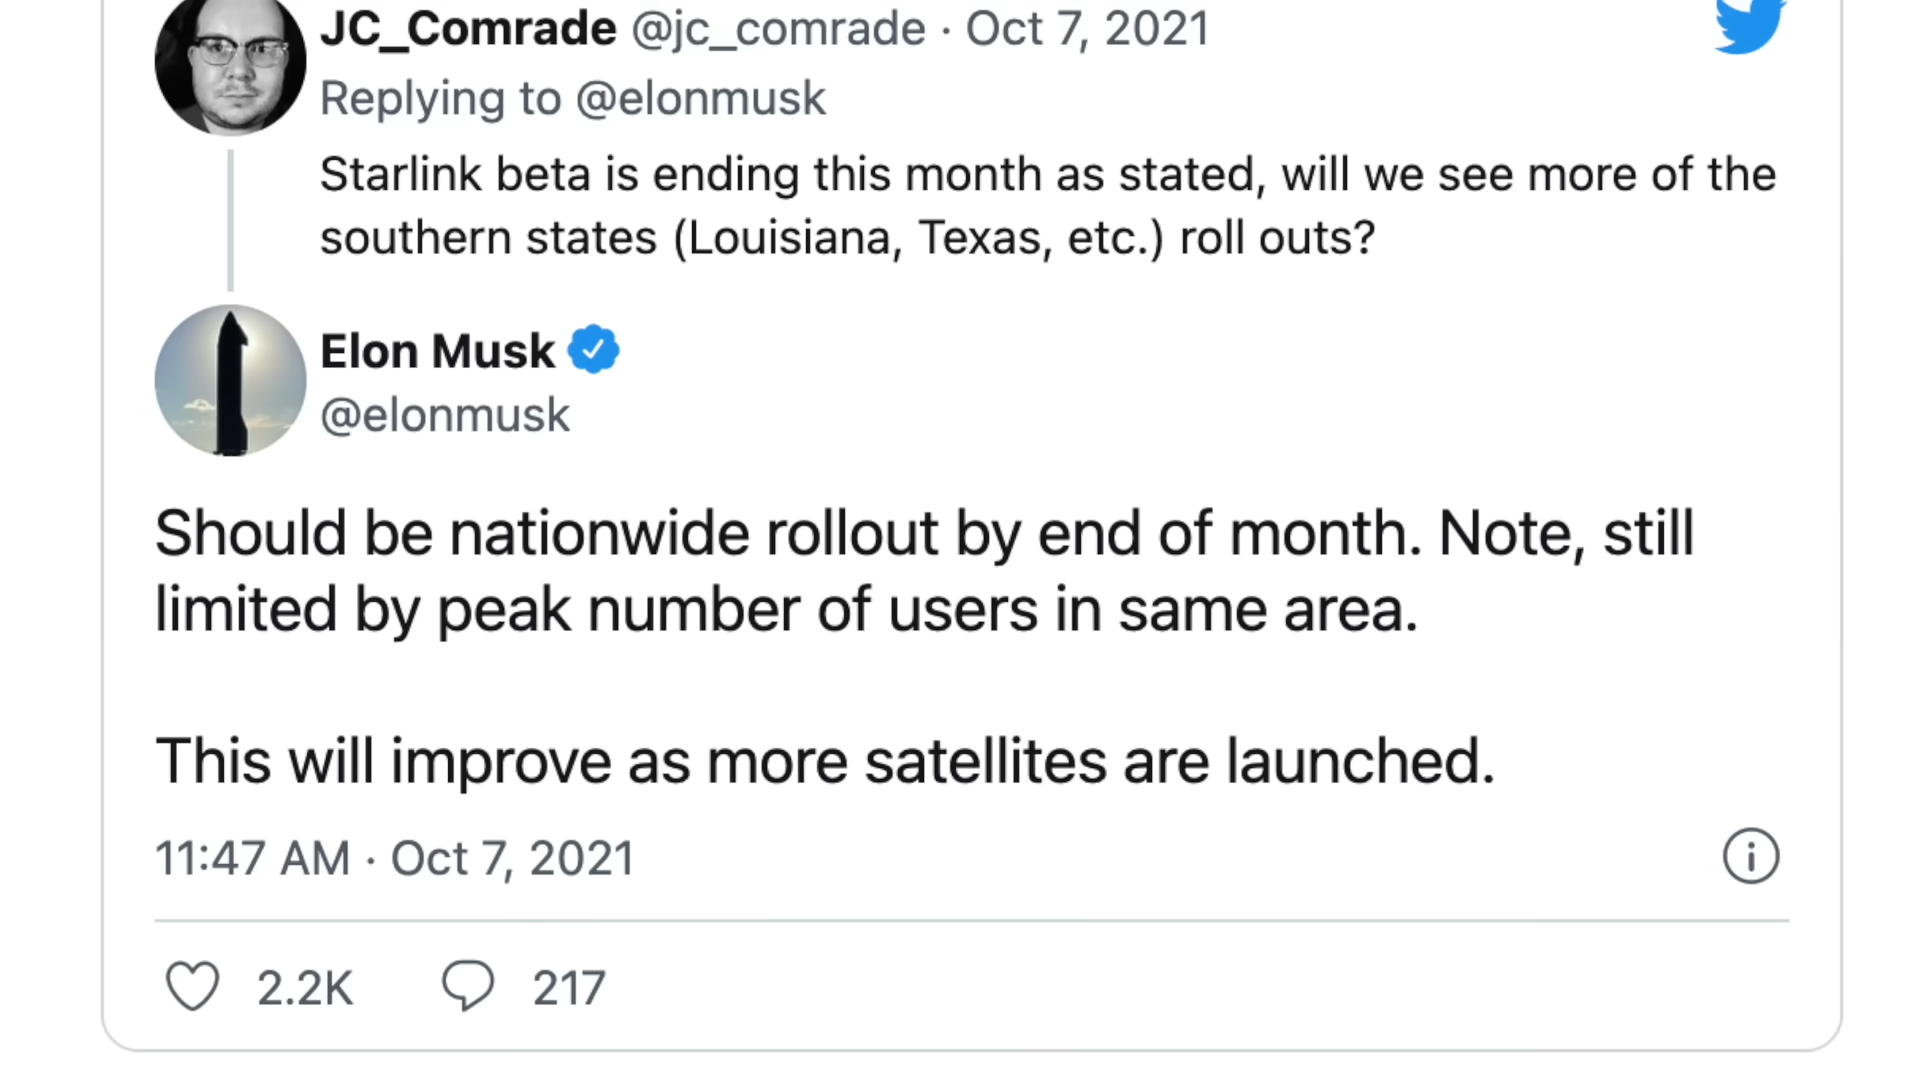 JC_Comrade @jc_comrade · Oct 7, 2021
Replying to @elonmusk
Starlink beta is ending this month as stated, will we see more of the
southern states (Louisiana, Texas, etc.) roll outs?
Elon Musk
@elonmusk
Should be nationwide rollout by end of month. Note, still
limited by peak number of users in same area.
This will improve as more satellites are launched.
11:47 AM · Oct 7, 2021
2.2K 217